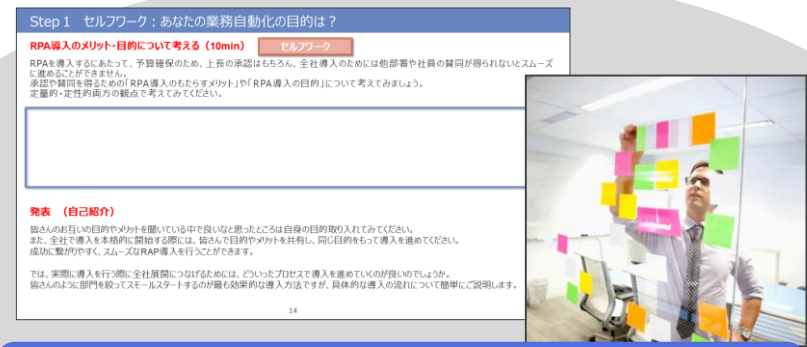 Step 1　セルフワーク：あなたの業務自動化の目的は？
RPA導入のメリット・目的について考える（10min）　セルフワーク
RPAを導入するにあたって、予算確保のため、上長の承認はもちろん、全社導入のためには他部署や社員の賛同が得られないとスムーズ
に進めることができません。
承認や賛同を得るための「RPA導入のもたらすメリット」や「RPA導入の目的」について考えてみましょう。
定量的・定性的両方の観点で考えてみてください。
発表　（自己紹介）
皆さんのお互いの目的やメリットを聞いている中で良いなと思ったところは自身の目的取り入れてみてください。
また、全社で導入を本格的に開始する際には、皆さんで目的やメリットを共有し、同じ目的をもって導入を進めてください。
成功に繋がりやすく、スムーズなRAP導入を行うことができます。
では、実際に導入を行う際に全社展開につなげるためには、どういったプロセスで導入を進めていくのが良いのでしょうか。
皆さんのように部門を絞ってスモールスタートするのが最も効果的な導入方法ですが、具体的な導入の流れについて簡単にご説明します。
14